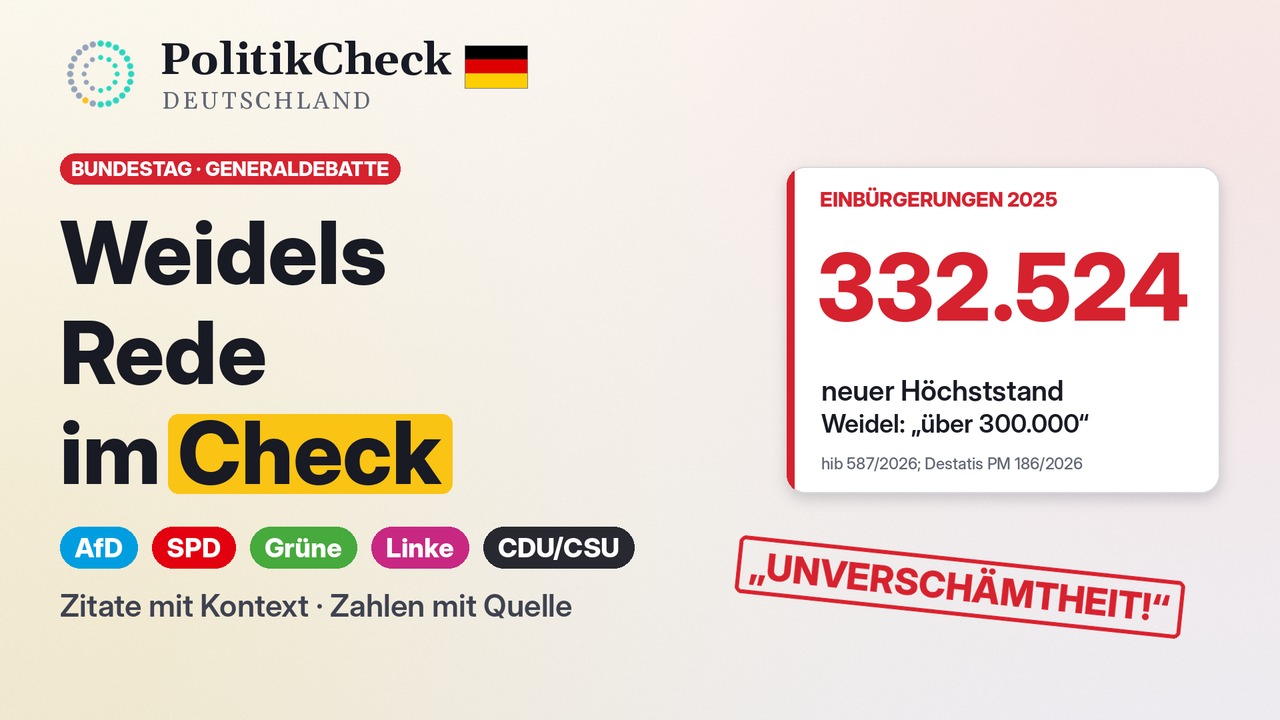 PolitikCheck
DEUTSCHLAND
BUNDESTAG · GENERALDEBATTE
Weidels
Rede
im Check
AfD SPD Grüne Linke CDU/CSU
Zitate mit Kontext · Zahlen mit Quelle
EINBÜRGERUNGEN 2025
332.524
neuer Höchststand
Weidel: „über 300.000“
hib 587/2026; Destatis PM 186/2026
„UNVERSCHÄMTHEIT!“